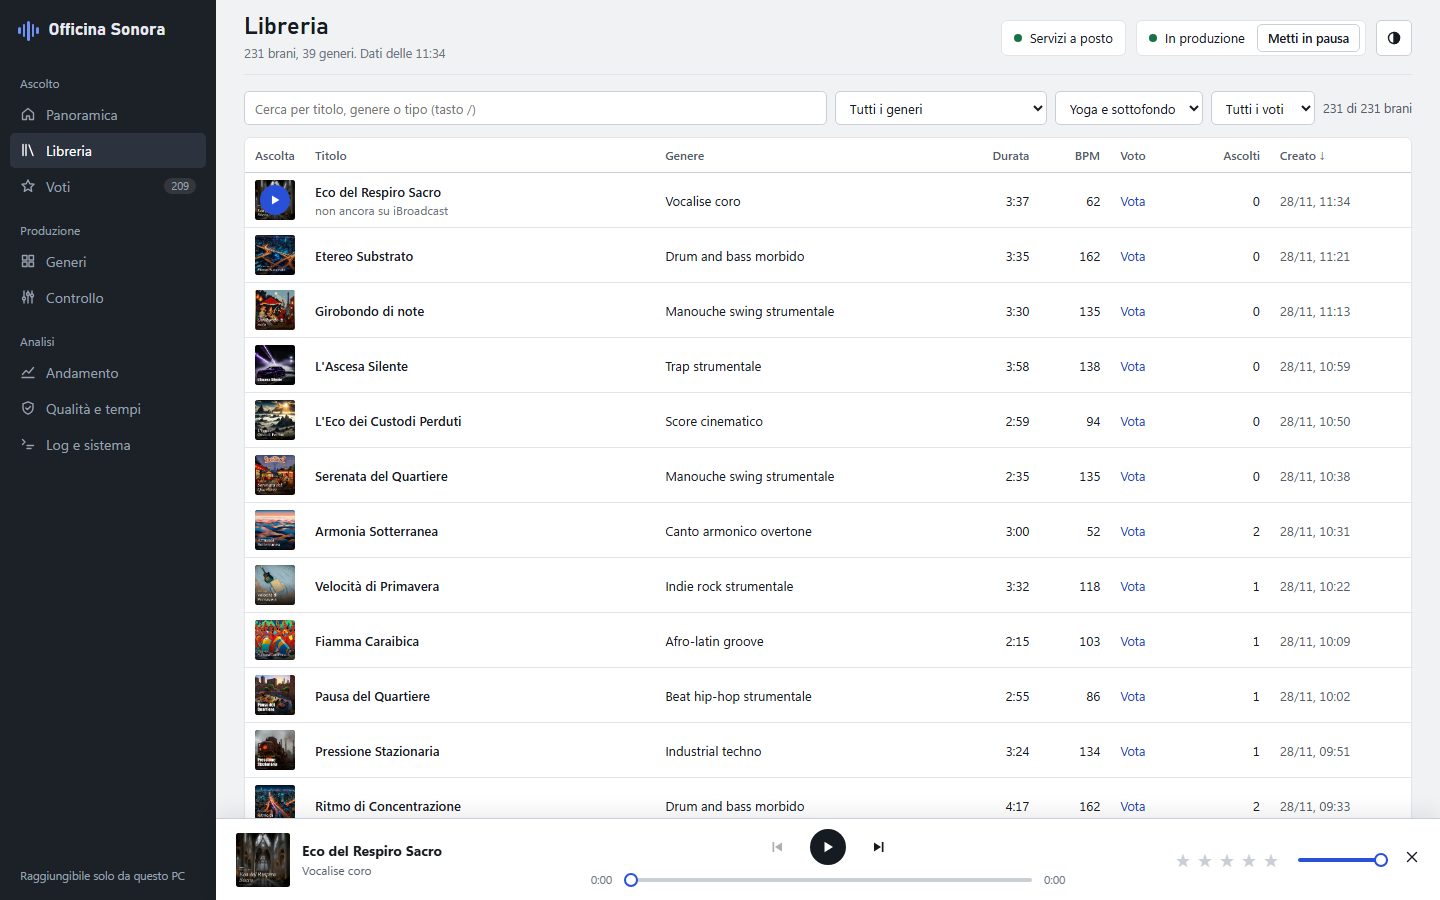 Officina Sonora
Ascolto
Panoramica
Libreria
Voti 209
Produzione
Generi
Controllo
Analisi
Andamento
Qualità e tempi
Log e sistema
Raggiungibile solo da questo PC
Libreria
231 brani, 39 generi. Dati delle 11:34
Servizi a posto
In produzione Metti in pausa
Cerca per titolo, genere o tipo (tasto /) Tutti i generi Yoga e sottofondo Tutti i voti 231 di 231 brani
Ascolta Titolo Genere Durata BPM Voto Ascolti Creato ↓
Eco del Respiro Sacro Vocalise coro 3:37 62 Vota 0 28/11, 11:34
non ancora su iBroadcast
Etereo Substrato Drum and bass morbido 3:35 162 Vota 0 28/11, 11:21
Girobondo di note Manouche swing strumentale 3:30 135 Vota 0 28/11, 11:13
L'Ascesa Silente Trap strumentale 3:58 138 Vota 0 28/11, 10:59
L'Eco dei Custodi Perduti Score cinematico 2:59 94 Vota 0 28/11, 10:50
Serenata del Quartiere Manouche swing strumentale 2:35 135 Vota 0 28/11, 10:38
Armonia Sotterranea Canto armonico overtone 3:00 52 Vota 2 28/11, 10:31
Velocità di Primavera Indie rock strumentale 3:32 118 Vota 1 28/11, 10:22
Fiamma Caraibica Afro-latin groove 2:15 103 Vota 1 28/11, 10:09
Pausa del Quartiere Beat hip-hop strumentale 2:55 86 Vota 1 28/11, 10:02
Pressione Stazionaria Industrial techno 3:24 134 Vota 1 28/11, 09:51
Ritmo di Concentrazione Drum and bass morbido 4:17 162 Vota 2 28/11, 09:33
Eco del Respiro Sacro
Vocalise coro
0:00 0:00